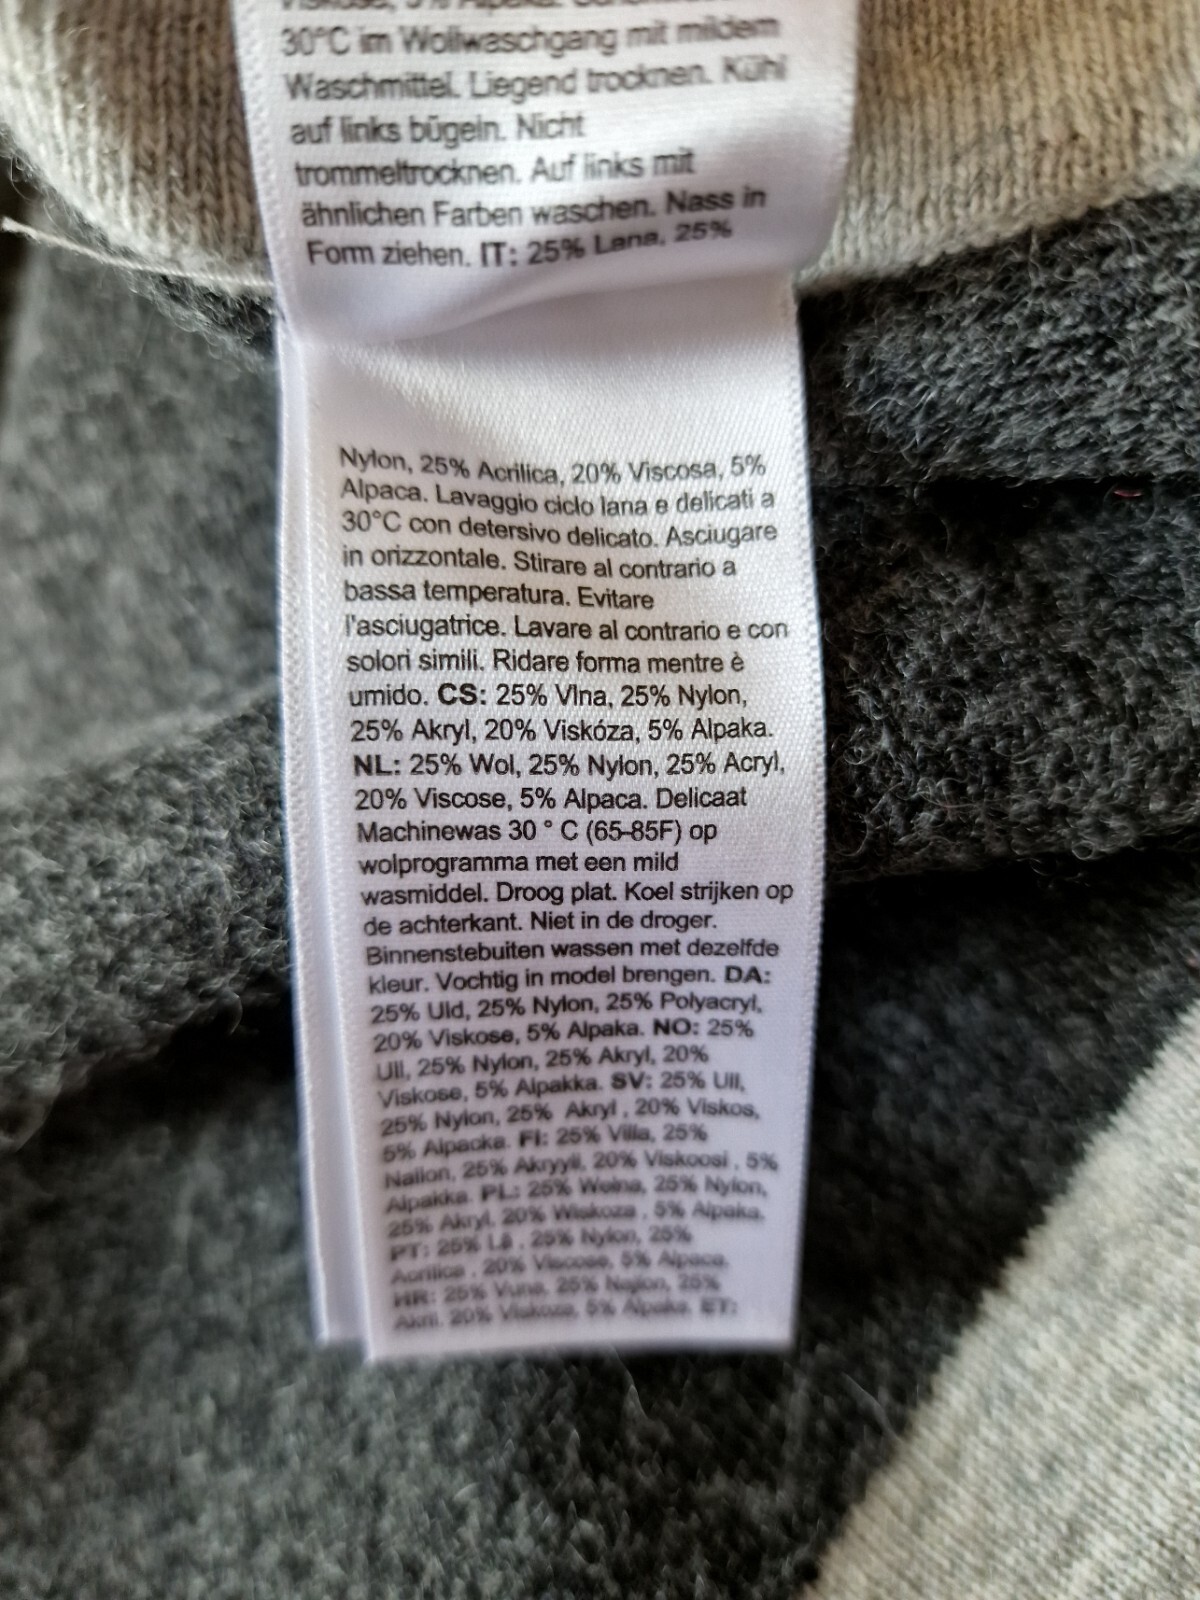 Viskose, 5% Alpaka.
30°C im Wollwaschgang mit mildem
Waschmittel. Liegend trocknen. Kühl
auf links bügeln. Nicht
trommeltrocknen. Auf links mit
ähnlichen Farben waschen. Nass in
Form ziehen. IT: 25% Lana, 25%
Nylon, 25% Acrilica, 20% Viscosa, 5%
Alpaca. Lavaggio ciclo lana e delicati a
30°C con detersivo delicato. Asciugare
in orizzontale. Stirare al contrario a
bassa temperatura. Evitare
l'asciugatrice. Lavare al contrario e con
solori simili. Ridare forma mentre è
umido. CS: 25% Vlna, 25% Nylon,
25% Akryl, 20% Viskóza, 5% Alpaka.
NL: 25% Wol, 25% Nylon, 25% Acryl,
20% Viscose, 5% Alpaca. Delicaat
Machinewas 30 ° C (65-85F) op
wolprogramma met een mild
wasmiddel. Droog plat. Koel strijken op
de achterkant. Niet in de droger.
Binnenstebuiten wassen met dezelfde
kleur. Vochtig in model brengen. DA:
25% Uld, 25% Nylon, 25% Polyacryl,
20% Viskose, 5% Alpaka. NO: 25%
Ull, 25% Nylon, 25% Akryl, 20%
Viskose, 5% Alpakka. SV: 25% Ull,
25% Nylon, 25% Akryl , 20% Viskos,
5% Alpacka. FI: 25% Villa, 25%
Nailon, 25% Akryyli, 20% Viskoosi , 5%
Alpakka. PL: 25% Wełna, 25% Nylon,
25% Akryl, 20% Wiskoza , 5% Alpaka.
PT: 25% Lã , 25% Nylon, 25%
Acrílica , 20% Viscose, 5% Alpaca.
HR: 25% Vuna, 25% Najlon, 25%
Akril, 20% Viskoza, 5% Alpaka. ET: